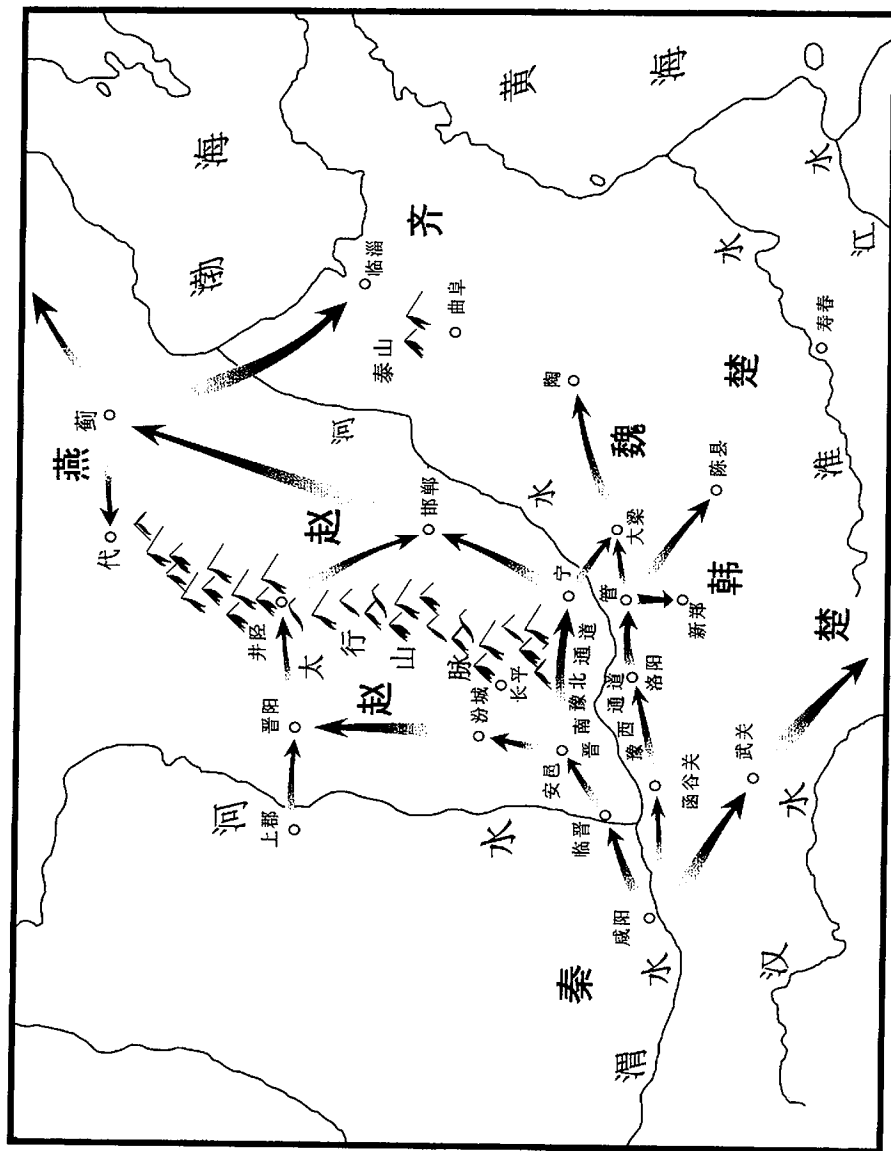 渤海
黄海
燕
蓟
代
齐
临淄
泰山
曲阜
河水
赵
邯郸
井陉
太行山脉
晋阳
赵
上郡
河水
汾城
长平
安邑
晋南豫北通道
宁
临晋
豫西通道
函谷关
洛阳
管
大梁
魏
陶
新郑
韩
陈县
楚
寿春
淮水
江水
武关
楚
咸阳
秦
渭水
汉水